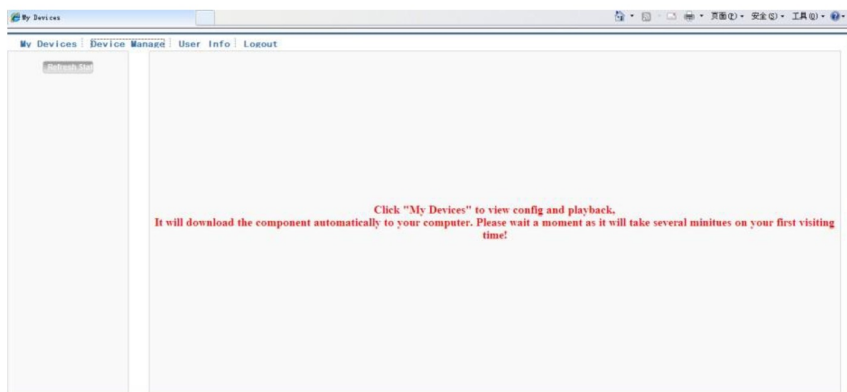 My Devices
页面(P) 安全(S) 工具(O)
My Devices Device Manage User Info Logout
Refresh Stat
Click "My Devices" to view config and playback.
It will download the component automatically to your computer. Please wait a moment as it will take several minitues on your first visiting
time!